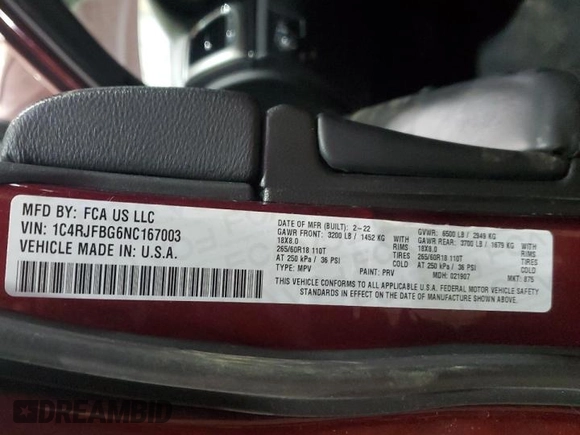 MFD BY: FCA US LLC
VIN: 1C4RJFBG6NC167003
VEHICLE MADE IN: U.S.A.
DATE OF MFR (BUILT): 2-22 GVWR: 6500 LB / 2949 KG
GAWR FRONT: 3200 LB / 1452 KG GAWR REAR: 3700 LB / 1679 KG
18X8.0 RIMS 18X8.0 RIMS
265/60R18 110T TIRES 265/60R18 110T TIRES
AT 250 kPa / 36 PSI COLD AT 250 kPa / 36 PSI COLD
TYPE: MPV PAINT: PRV MDH: 021907 MKT: 875
THIS VEHICLE CONFORMS TO ALL APPLICABLE U.S.A. FEDERAL MOTOR VEHICLE SAFETY
STANDARDS IN EFFECT ON THE DATE OF MANUFACTURE SHOWN ABOVE.
DREAMBID